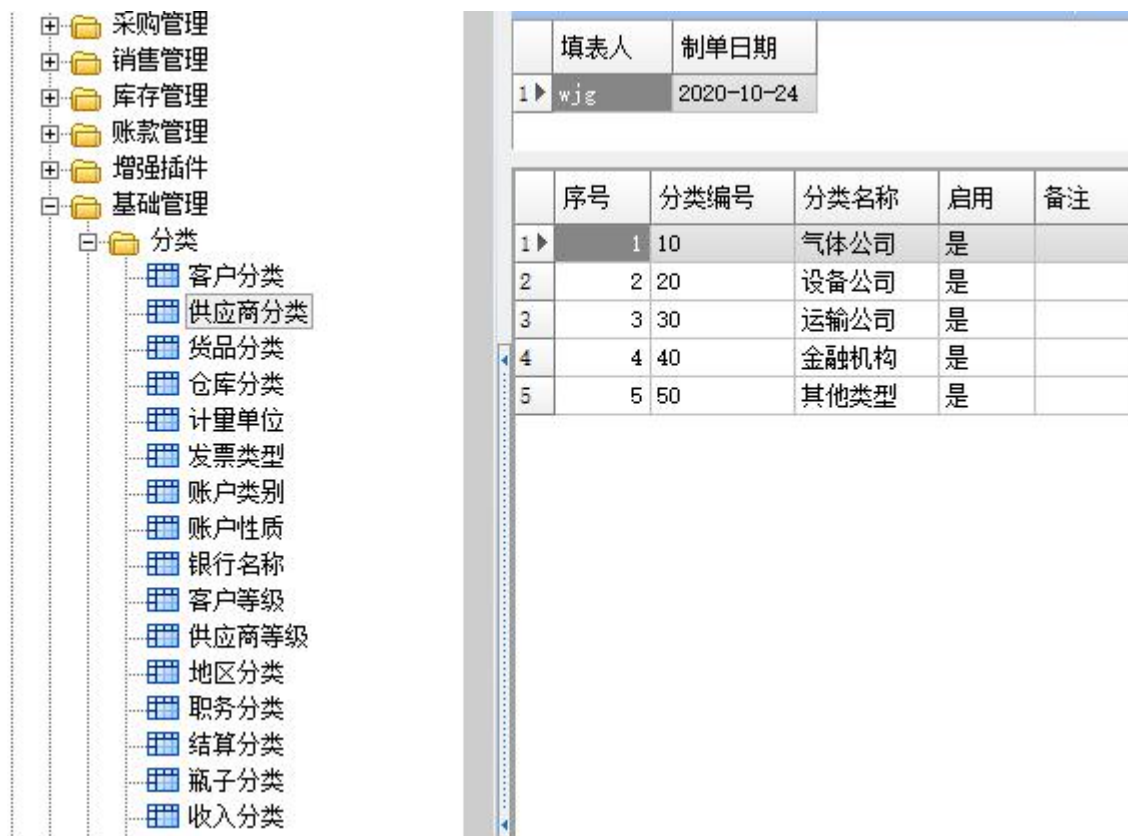 采购管理
销售管理
库存管理
账款管理
增强插件
基础管理
分类
客户分类
供应商分类
货品分类
仓库分类
计量单位
发票类型
账户类别
账户性质
银行名称
客户等级
供应商等级
地区分类
职务分类
结算分类
瓶子分类
收入分类
填表人 制单日期
1 wjg 2020-10-24
序号 分类编号 分类名称 启用 备注
1 1 10 气体公司 是
2 2 20 设备公司 是
3 3 30 运输公司 是
4 4 40 金融机构 是
5 5 50 其他类型 是